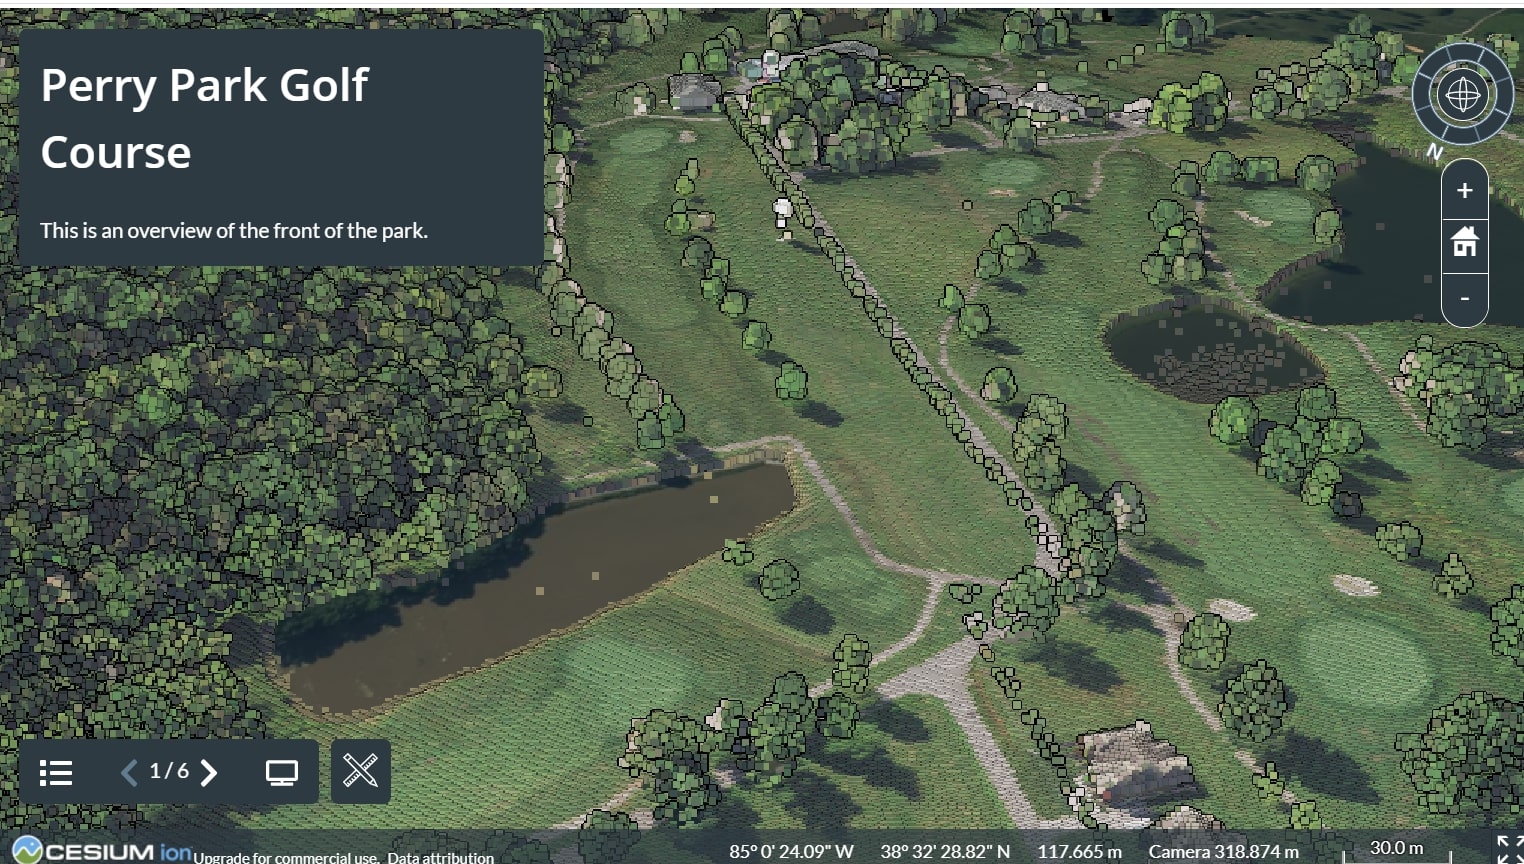 Perry Park Golf
Course
This is an overview of the front of the park.
N
+
-
1 / 6
CESIUM ion Upgrade for commercial use. Data attribution
85° 0' 24.09" W 38° 32' 28.82" N 117.665 m Camera 318.874 m 30.0 m